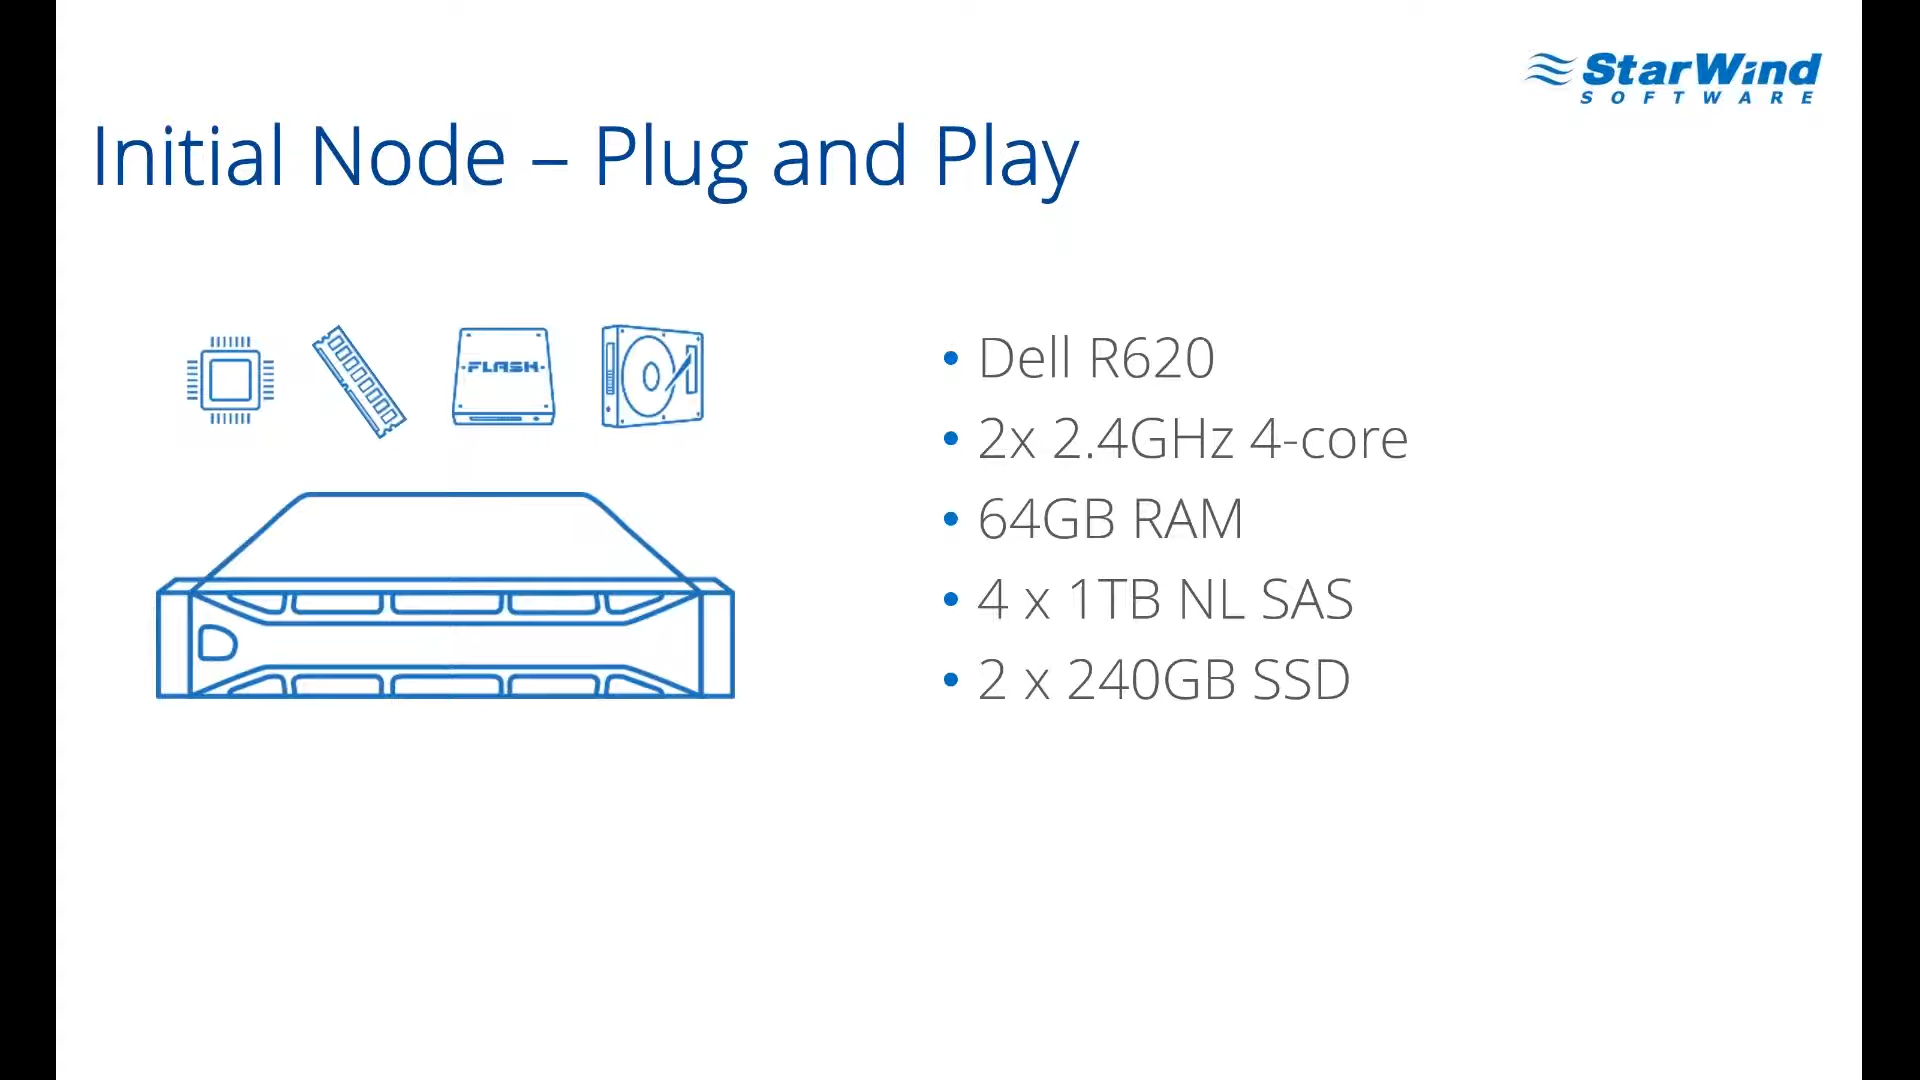 StarWind
SOFTWARE
Initial Node – Plug and Play
FLASH
• Dell R620
• 2x 2.4GHz 4-core
• 64GB RAM
• 4 x 1TB NL SAS
• 2 x 240GB SSD